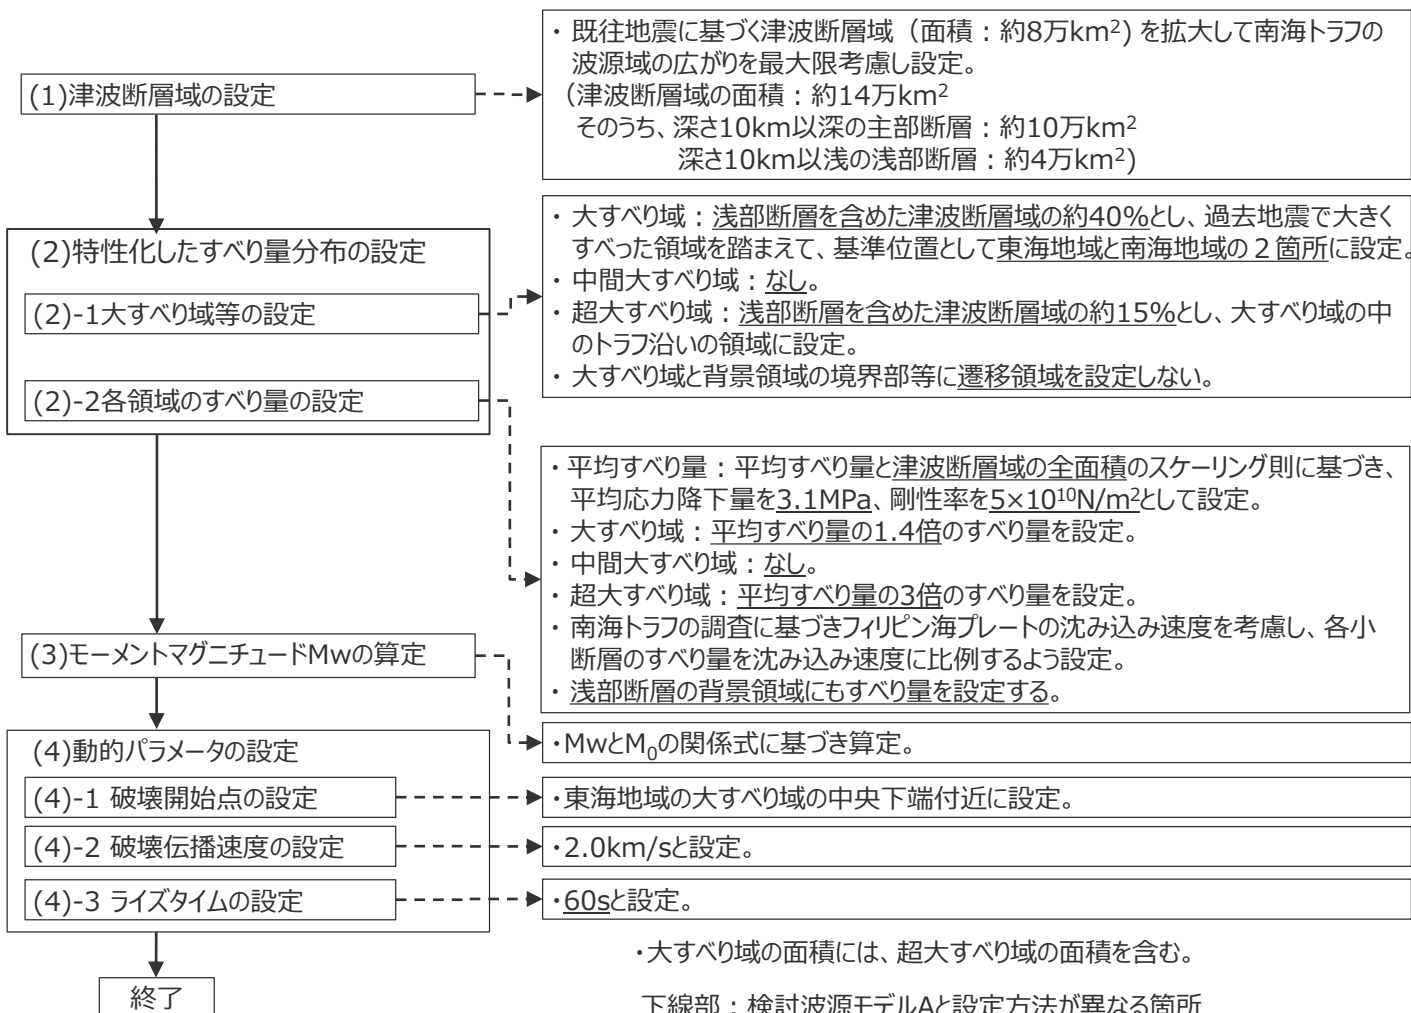 (1)津波断層域の設定
・ 既往地震に基づく津波断層域（面積：約8万km²) を拡大して南海トラフの
波源域の広がりを最大限考慮し設定。
（津波断層域の面積：約14万km²
そのうち、深さ10km以深の主部断層：約10万km²
深さ10km以浅の浅部断層：約4万km²)
(2)特性化したすべり量分布の設定
(2)-1大すべり域等の設定
・ 大すべり域：浅部断層を含めた津波断層域の約40%とし、過去地震で大きく
すべった領域を踏まえて、基準位置として東海地域と南海地域の２箇所に設定。
・ 中間大すべり域：なし。
・ 超大すべり域：浅部断層を含めた津波断層域の約15%とし、大すべり域の中
のトラフ沿いの領域に設定。
・ 大すべり域と背景領域の境界部等に遷移領域を設定しない。
(2)-2各領域のすべり量の設定
・平均すべり量：平均すべり量と津波断層域の全面積のスケーリング則に基づき、
平均応力降下量を3.1MPa、剛性率を5×10¹⁰N/m²として設定。
・ 大すべり域：平均すべり量の1.4倍のすべり量を設定。
・ 中間大すべり域：なし。
・ 超大すべり域：平均すべり量の3倍のすべり量を設定。
・ 南海トラフの調査に基づきフィリピン海プレートの沈み込み速度を考慮し、各小
断層のすべり量を沈み込み速度に比例するよう設定。
・ 浅部断層の背景領域にもすべり量を設定する。
(3)モーメントマグニチュードMwの算定
・MwとM₀の関係式に基づき算定。
(4)動的パラメータの設定
(4)-1 破壊開始点の設定
・東海地域の大すべり域の中央下端付近に設定。
(4)-2 破壊伝播速度の設定
・2.0km/sと設定。
(4)-3 ライズタイムの設定
・60sと設定。
終了
・大すべり域の面積には、超大すべり域の面積を含む。
下線部：検討波源モデルAと設定方法が異なる箇所